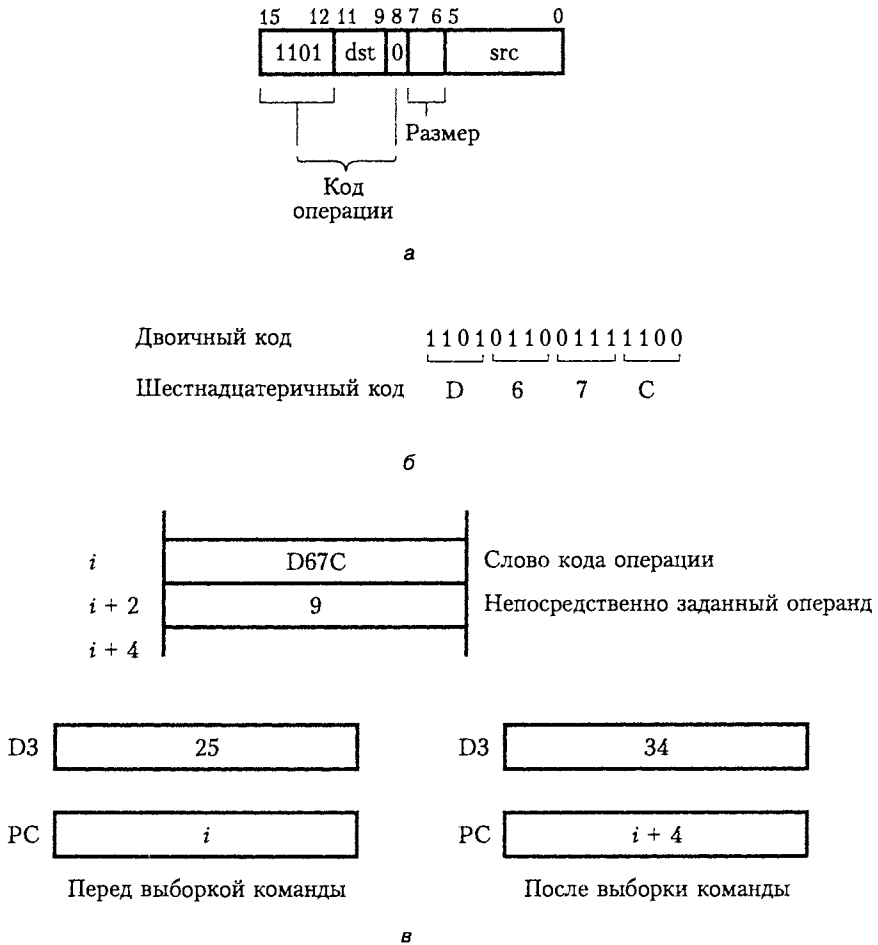 15 12 11 9 8 7 6 5 0
1101 dst 0 src
Размер
Код
операции
а
Двоичный код 1101011001111100
Шестнадцатеричный код D 6 7 C
б
i D67C Слово кода операции
i + 2 9 Непосредственно заданный операнд
i + 4
D3 25 D3 34
PC i PC i + 4
Перед выборкой команды После выборки команды
в